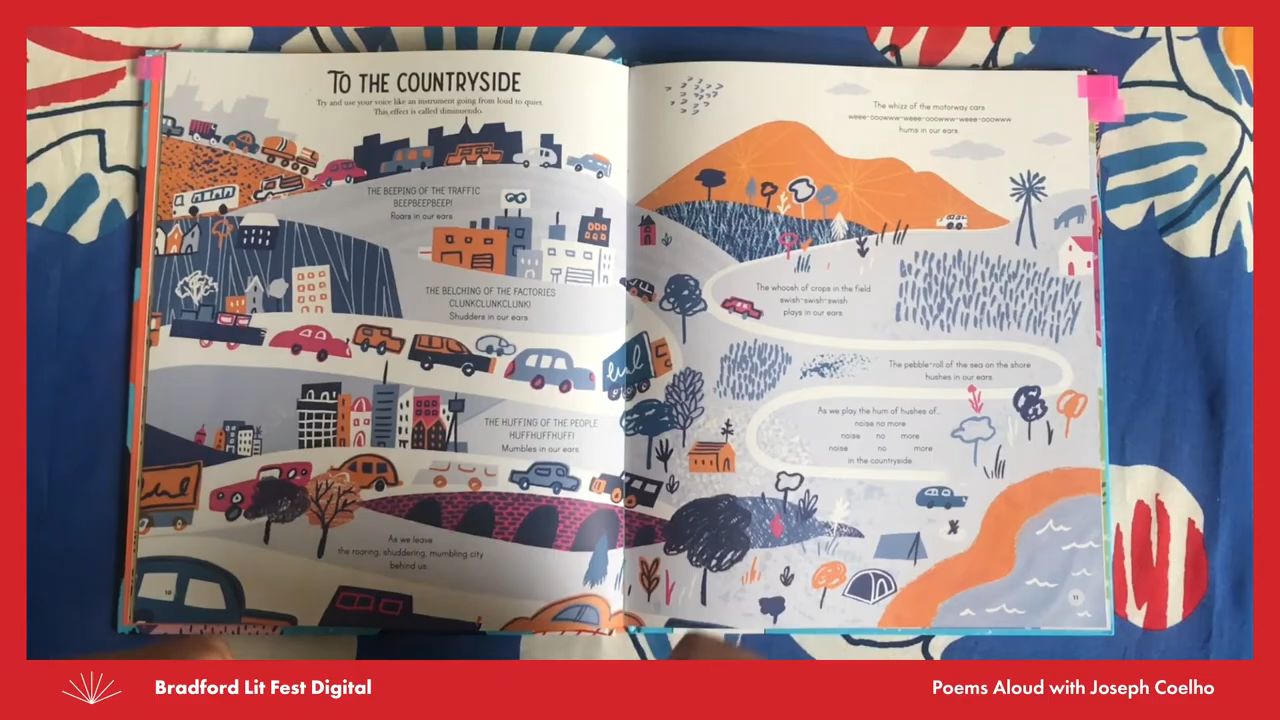 TO THE COUNTRYSIDE
Try and use your voice like an instrument going from loud to quiet.
This effect is called diminuendo.
THE BEEPING OF THE TRAFFIC
BEEPBEEPBEEP!
Roars in our ears
THE BELCHING OF THE FACTORIES
CLUNKCLUNKCLUNK!
Shudders in our ears
THE HUFFING OF THE PEOPLE
HUFFHUFFHUFF!
Mumbles in our ears
As we leave
the roaring, shuddering, mumbling city
behind us
10
The whizz of the motorway cars
weee-ooowww-weee-ooowww-weee-ooowww
hums in our ears.
The whoosh of crops in the field
swish-swish-swish
plays in our ears.
The pebble-roll of the sea on the shore
hushes in our ears.
As we play the hum of hushes of...
noise no more
noise no more
noise no more
in the countryside.
11
Bradford Lit Fest Digital
Poems Aloud with Joseph Coelho